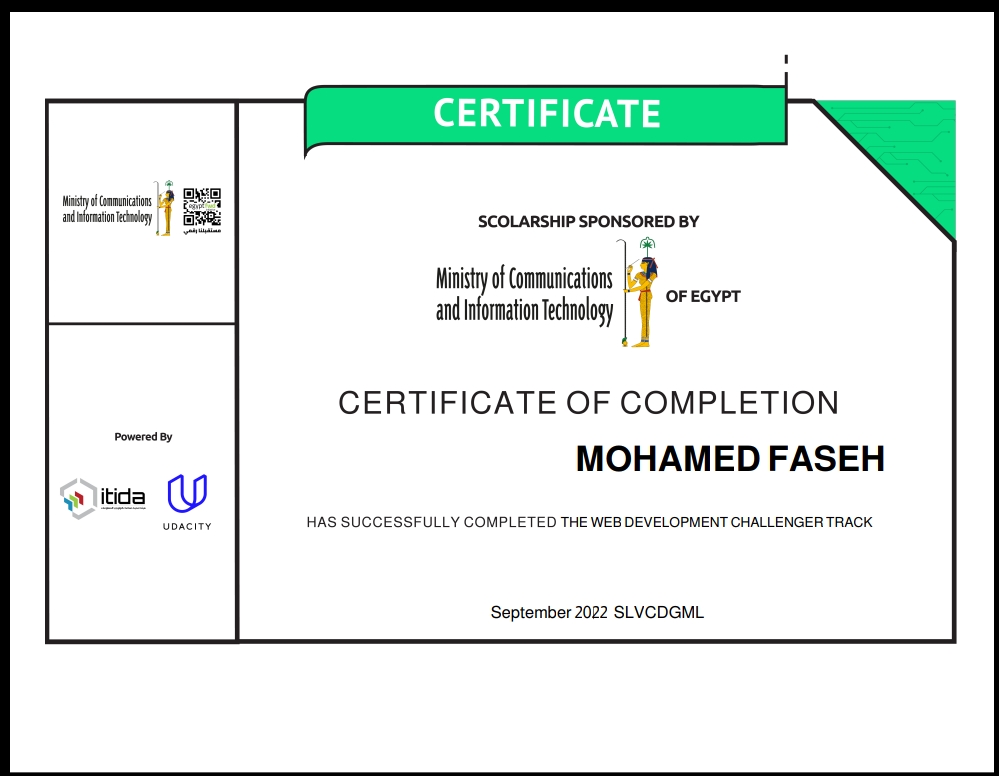 CERTIFICATE
Ministry of Communications
and Information Technology
egypt fwd
مستقبلنا رقمي
SCOLARSHIP SPONSORED BY
Ministry of Communications
and Information Technology
OF EGYPT
CERTIFICATE OF COMPLETION
MOHAMED FASEH
HAS SUCCESSFULLY COMPLETED THE WEB DEVELOPMENT CHALLENGER TRACK
Powered By
itida
UDACITY
September 2022 SLVCDGML